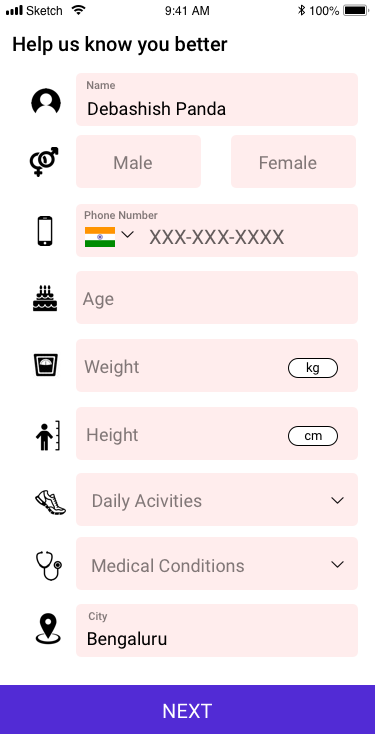 Sketch 9:41 AM 100%
Help us know you better
Name
Debashish Panda
Male Female
Phone Number
XXX-XXX-XXXX
Age
Weight kg
Height cm
Daily Acivities
Medical Conditions
City
Bengaluru
NEXT